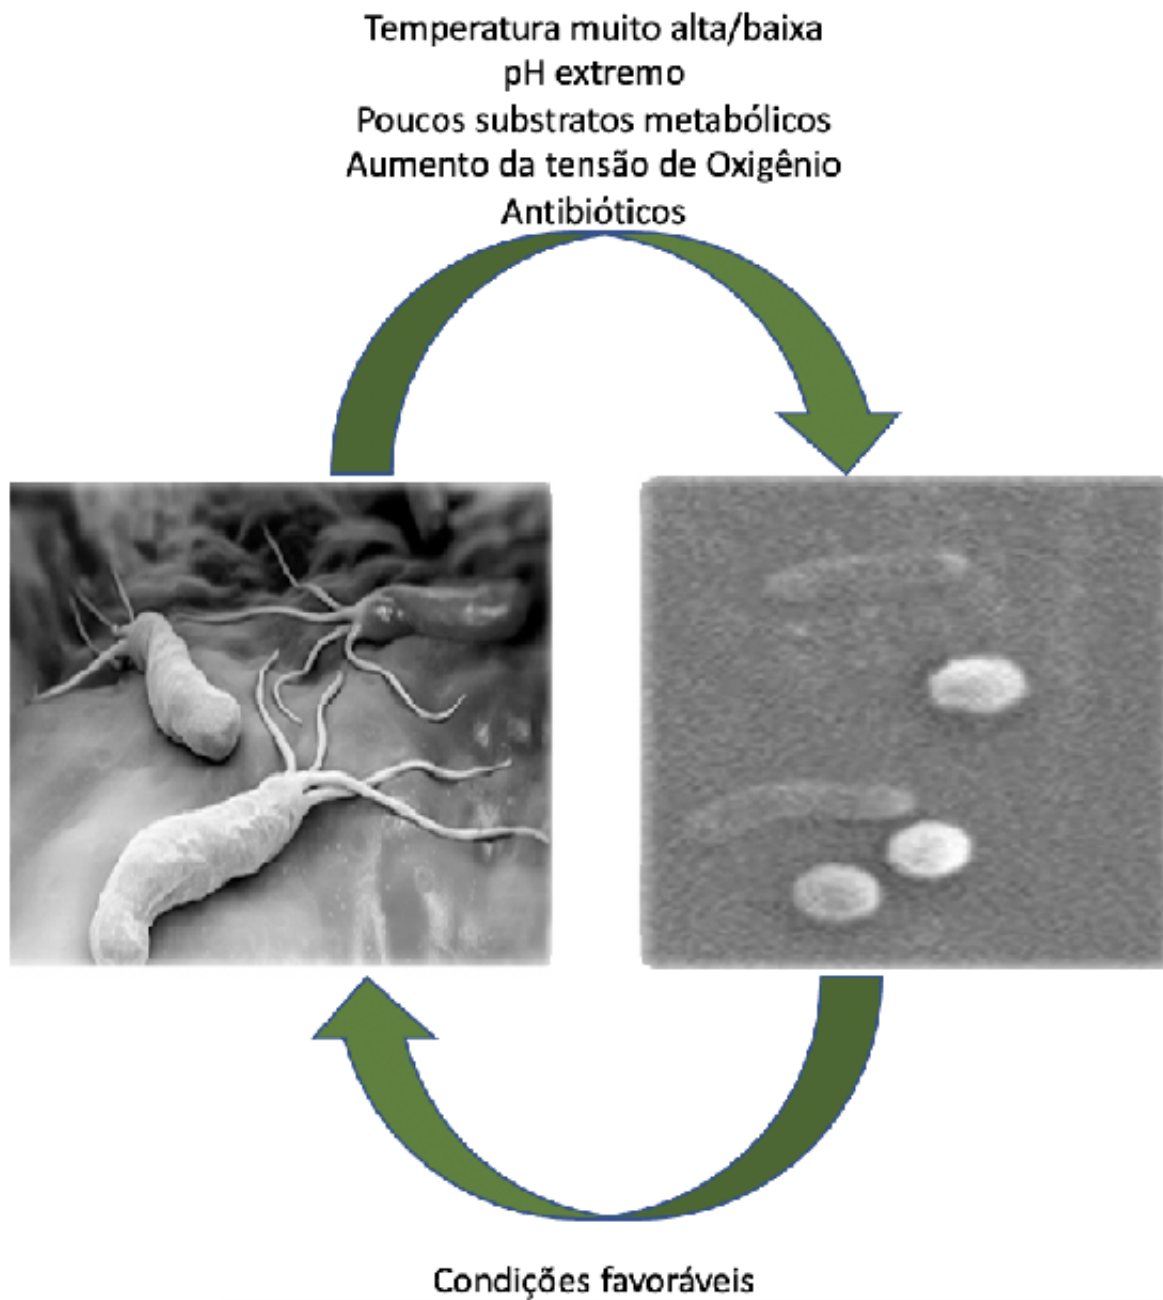 Temperatura muito alta/baixa
pH extremo
Poucos substratos metabólicos
Aumento da tensão de Oxigênio
Antibióticos
Condições favoráveis